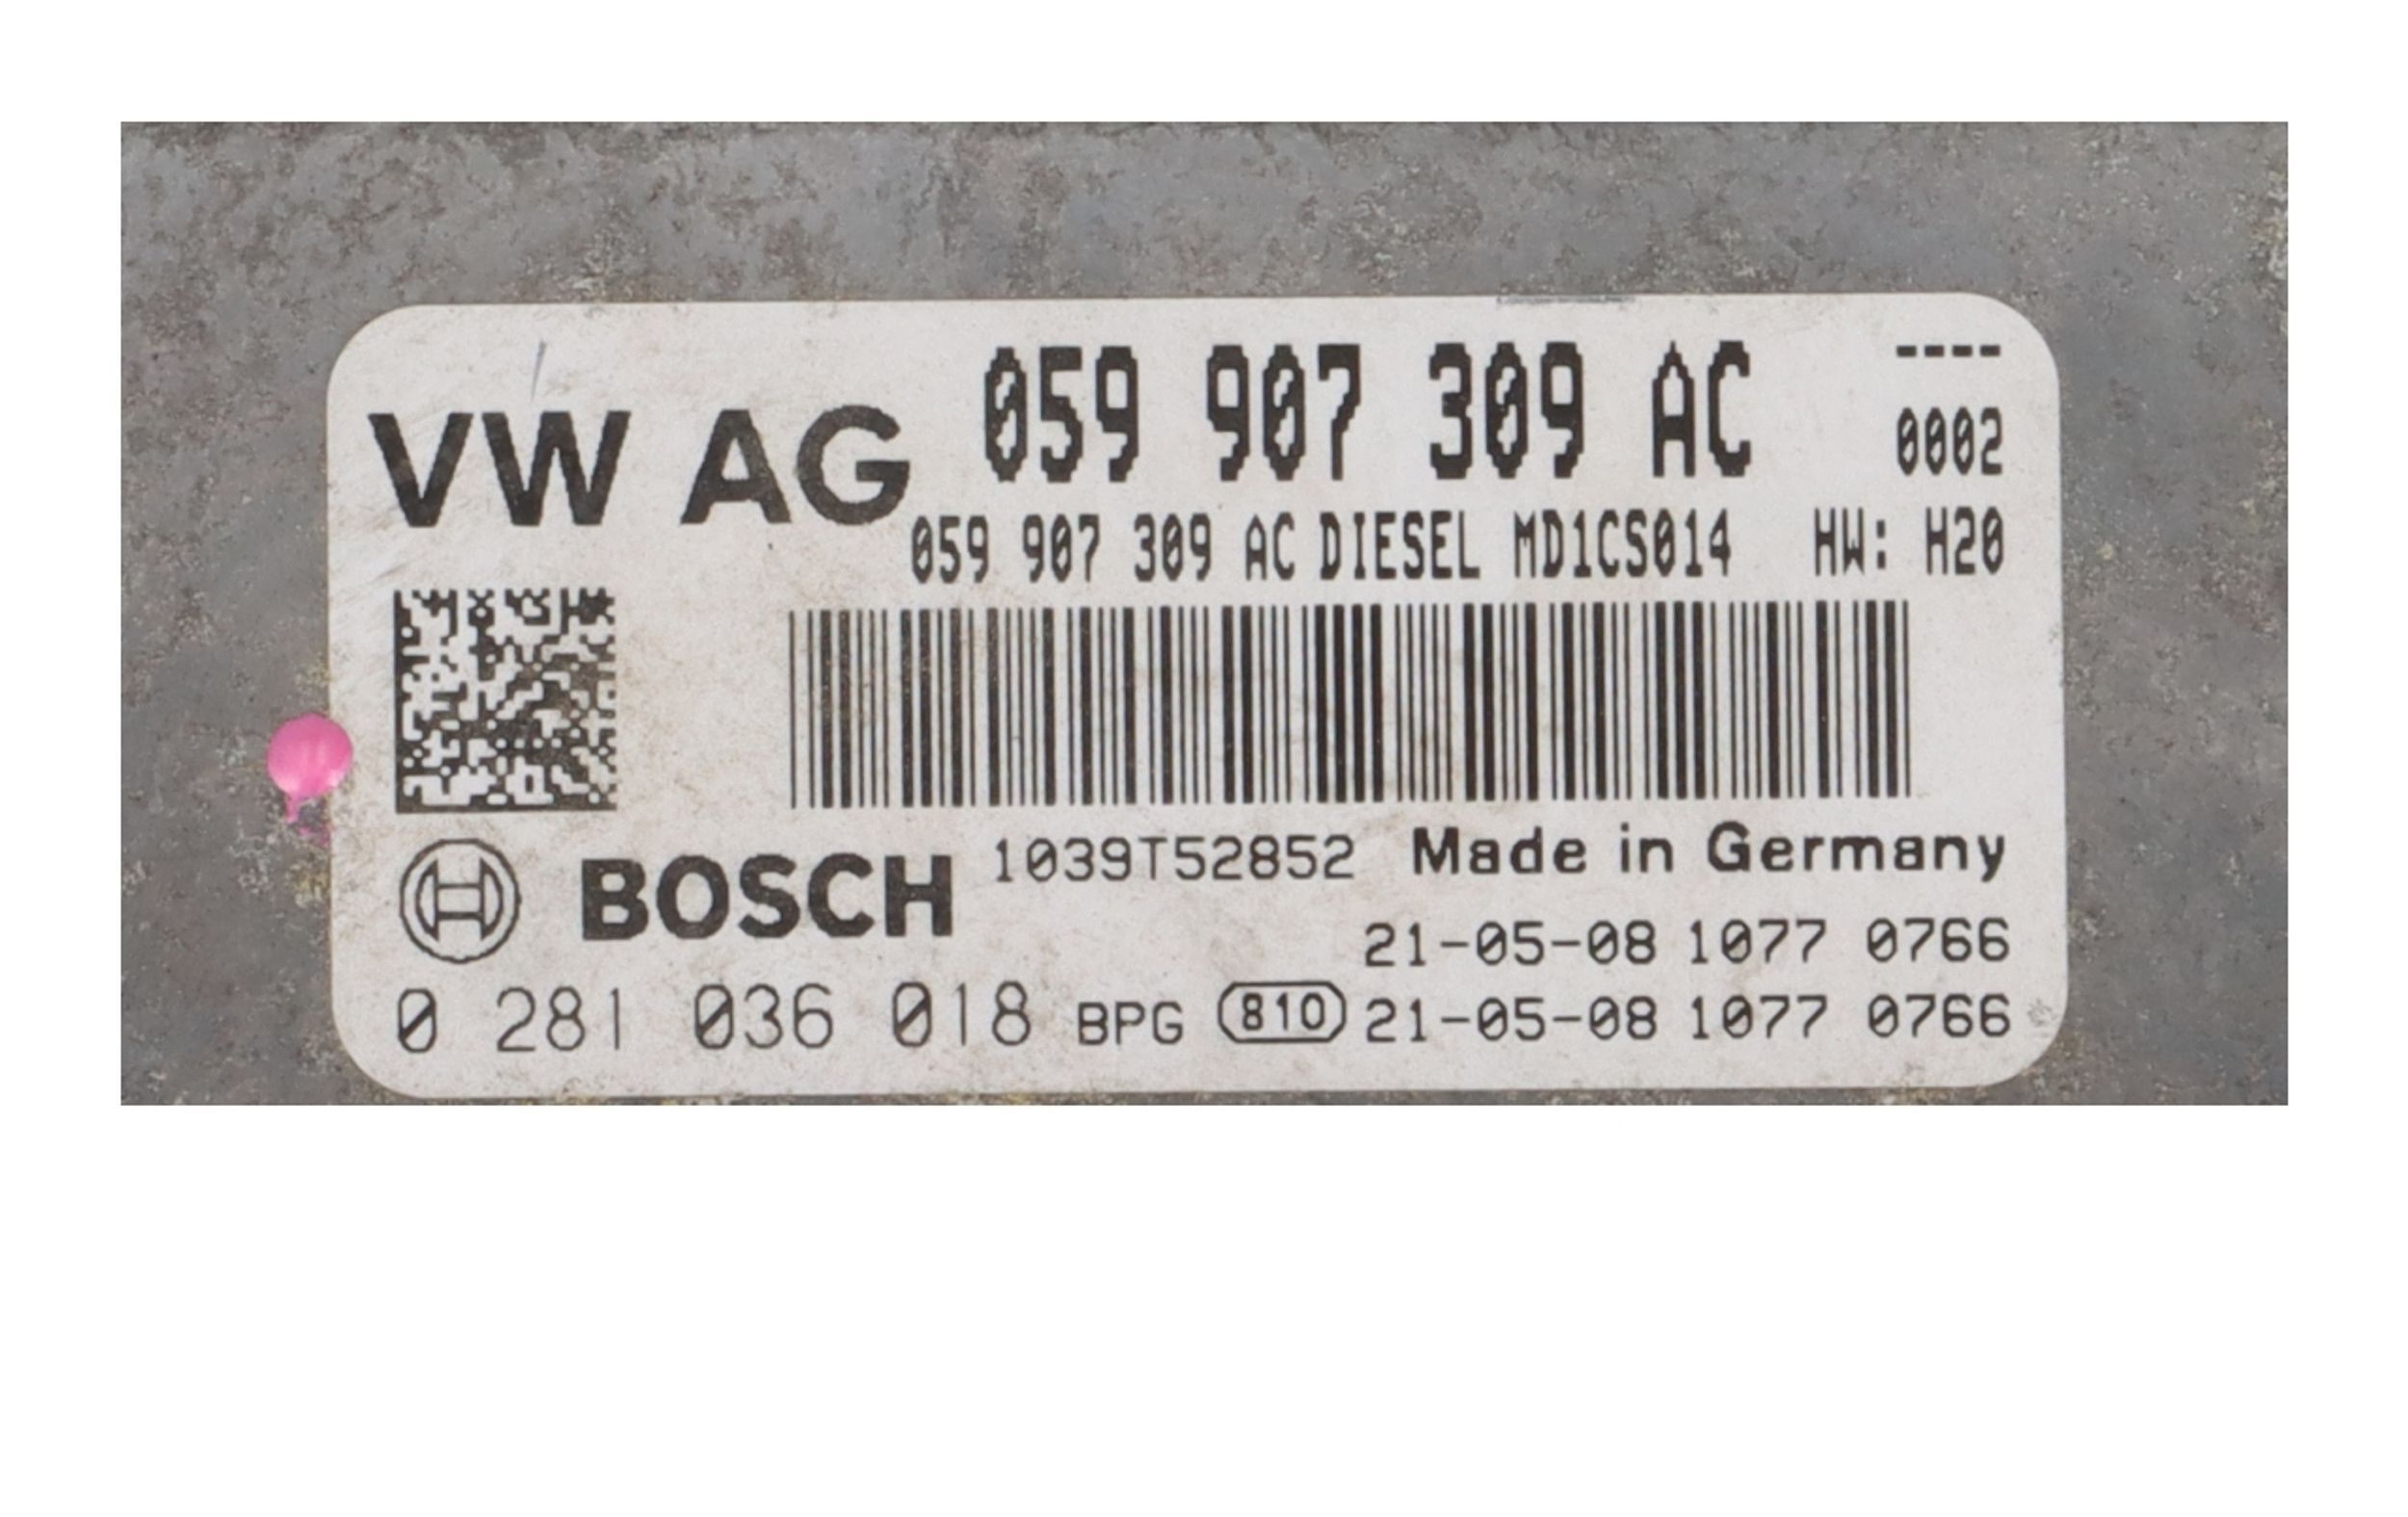 VW AG 059 907 309 AC ----
0002
059 907 309 AC DIESEL MD1CS014 HW: H20
BOSCH 1039T52852 Made in Germany
21-05-08 1077 0766
0 281 036 018 BPG 810 21-05-08 1077 0766